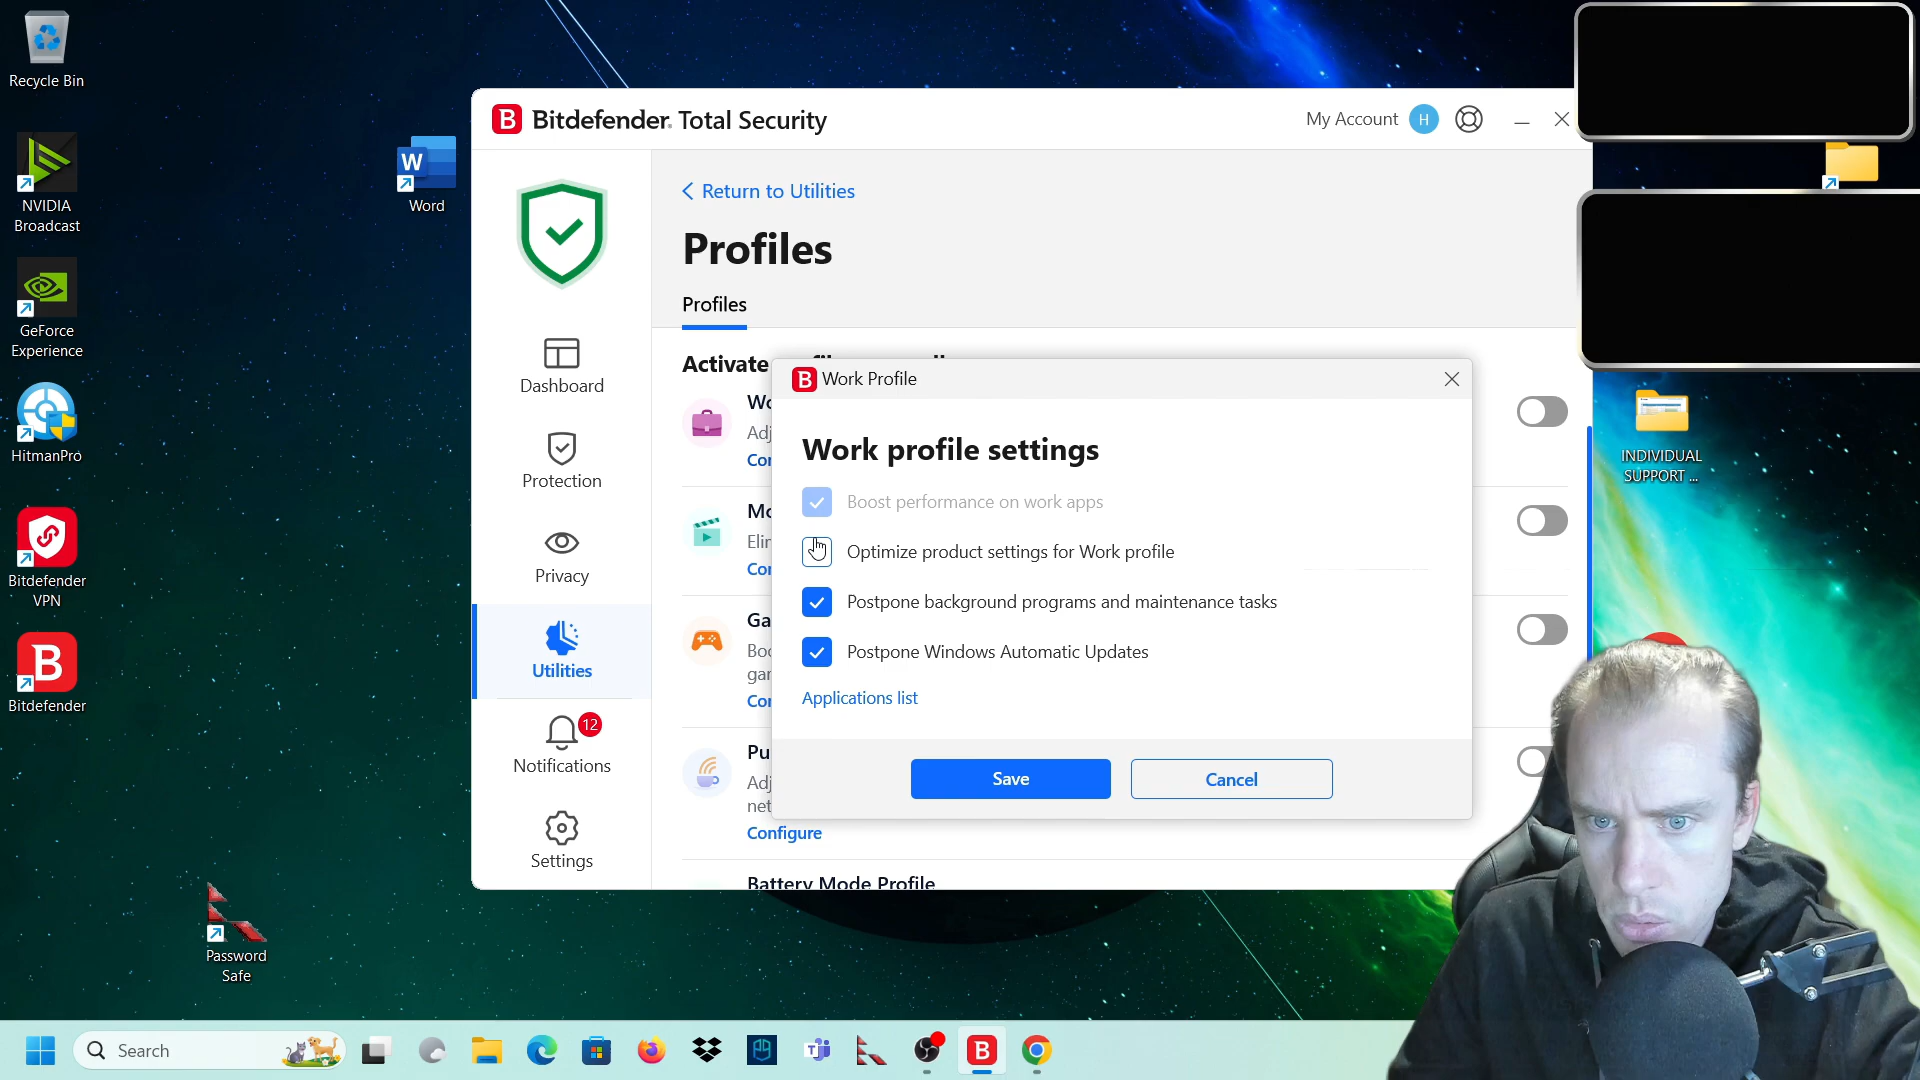 Recycle Bin
NVIDIA
Broadcast
GeForce
Experience
HitmanPro
Bitdefender
VPN
Bitdefender
Word
Password
Safe
INDIVIDUAL
SUPPORT ...
Bitdefender Total Security
My Account H
Dashboard
Protection
Privacy
Utilities
12
Notifications
Settings
Return to Utilities
Profiles
Profiles
Activate
Battery Mode Profile
Configure
Work Profile
Work profile settings
Boost performance on work apps
Optimize product settings for Work profile
Postpone background programs and maintenance tasks
Postpone Windows Automatic Updates
Applications list
Save
Cancel
Search